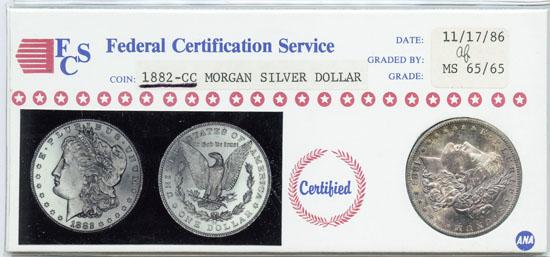 FCS
Federal Certification Service
COIN: 1882-CC MORGAN SILVER DOLLAR
DATE: 11/17/86
GRADED BY: af
GRADE: MS 65/65
E·PLURIBUS·UNUM
1882
UNITED STATES OF AMERICA
In God we trust
ONE DOLLAR
Certified
ANA